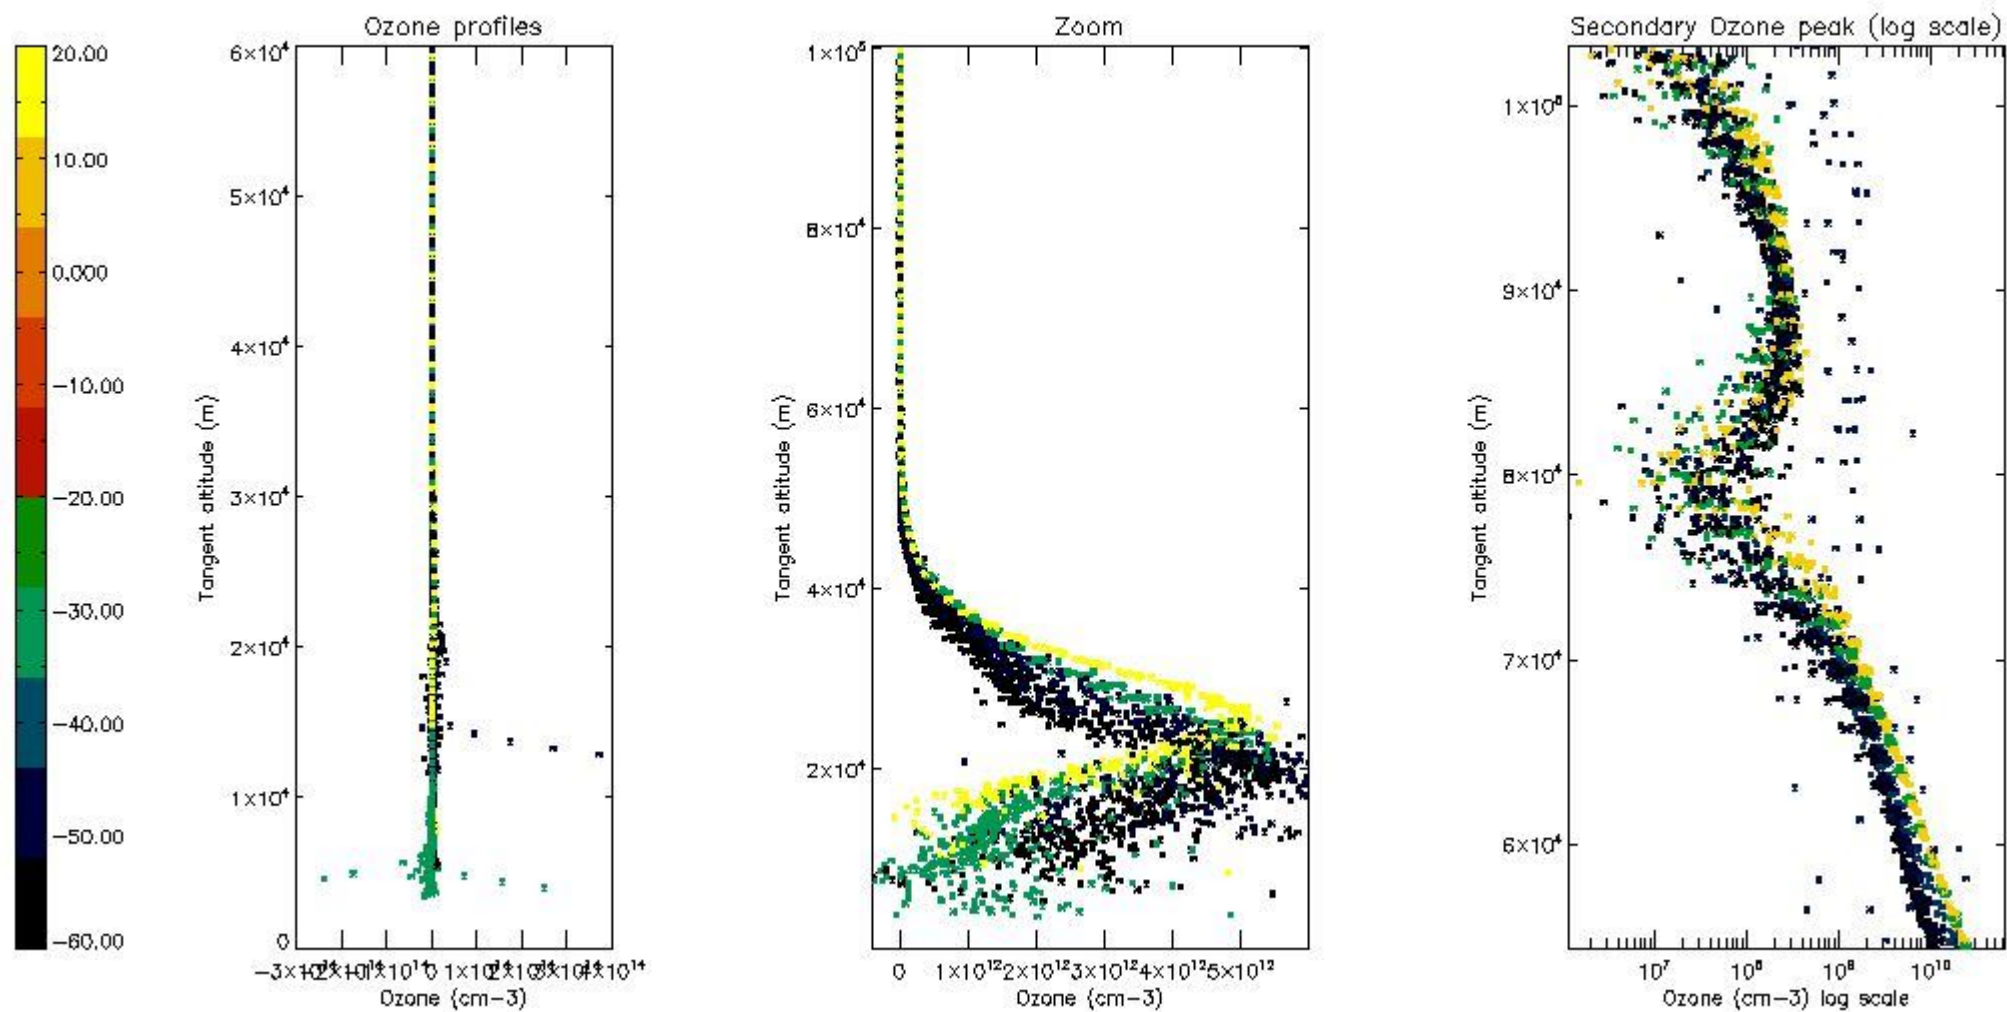 Ozone profiles
Zoom
Secondary Ozone peak (log scale)
20.00
10.00
0.000
−10.00
−20.00
−30.00
−40.00
−50.00
−60.00
6×10⁴
5×10⁴
4×10⁴
3×10⁴
2×10⁴
1×10⁴
0
Tangent altitude (m)
0
Ozone (cm−3)
1×10⁵
8×10⁴
6×10⁴
4×10⁴
2×10⁴
Tangent altitude (m)
0 1×10¹² 2×10¹² 3×10¹² 4×10¹² 5×10¹²
Ozone (cm−3)
9×10⁴
8×10⁴
7×10⁴
6×10⁴
Tangent altitude (m)
10⁷ 10⁸ 10⁹ 10¹⁰
Ozone (cm−3) log scale